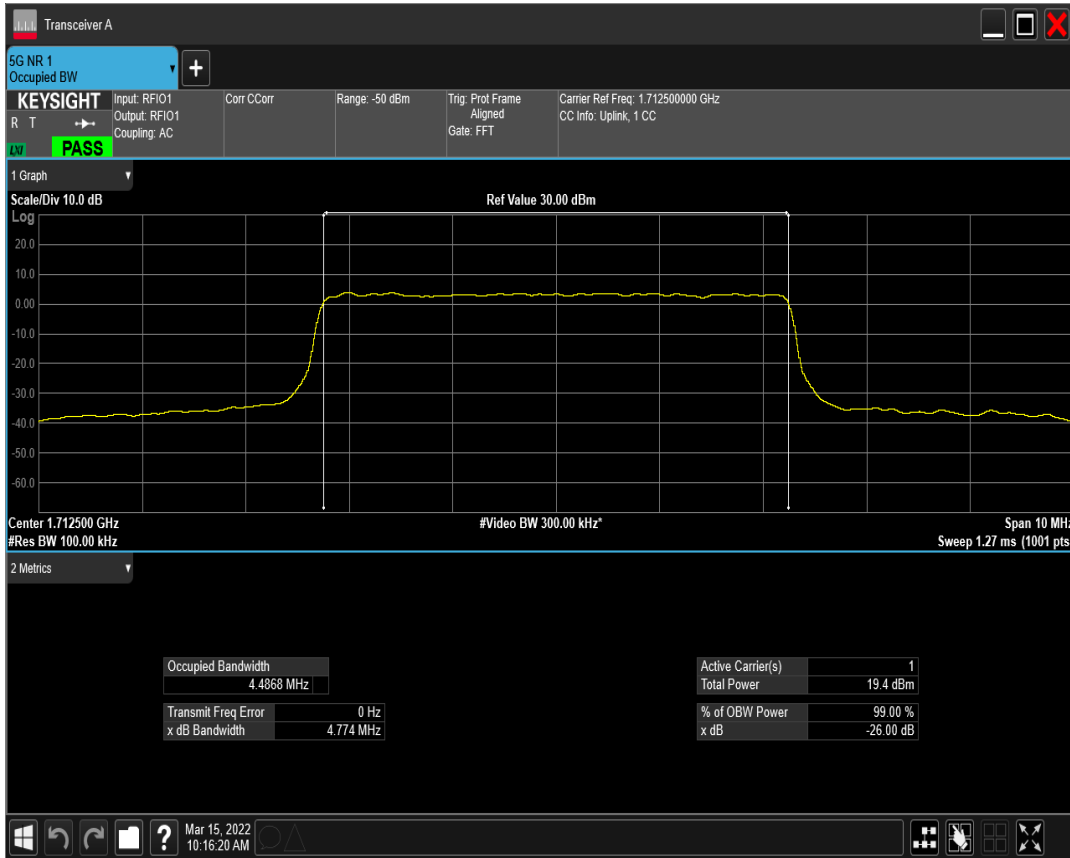 Transceiver A
5G NR 1
Occupied BW
KEYSIGHT
R T
LXI
PASS
Input: RFIO1
Output: RFIO1
Coupling: AC
Corr CCorr
Range: -50 dBm
Trig: Prot Frame
Aligned
Gate: FFT
Carrier Ref Freq: 1.712500000 GHz
CC Info: Uplink, 1 CC
1 Graph
Scale/Div 10.0 dB
Ref Value 30.00 dBm
Log
20.0
10.0
0.00
-10.0
-20.0
-30.0
-40.0
-50.0
-60.0
Center 1.712500 GHz
#Video BW 300.00 kHz*
Span 10 MHz
#Res BW 100.00 kHz
Sweep 1.27 ms (1001 pts
2 Metrics
Occupied Bandwidth
4.4868 MHz
Transmit Freq Error 0 Hz
x dB Bandwidth 4.774 MHz
Active Carrier(s) 1
Total Power 19.4 dBm
% of OBW Power 99.00 %
x dB -26.00 dB
?
Mar 15, 2022
10:16:20 AM